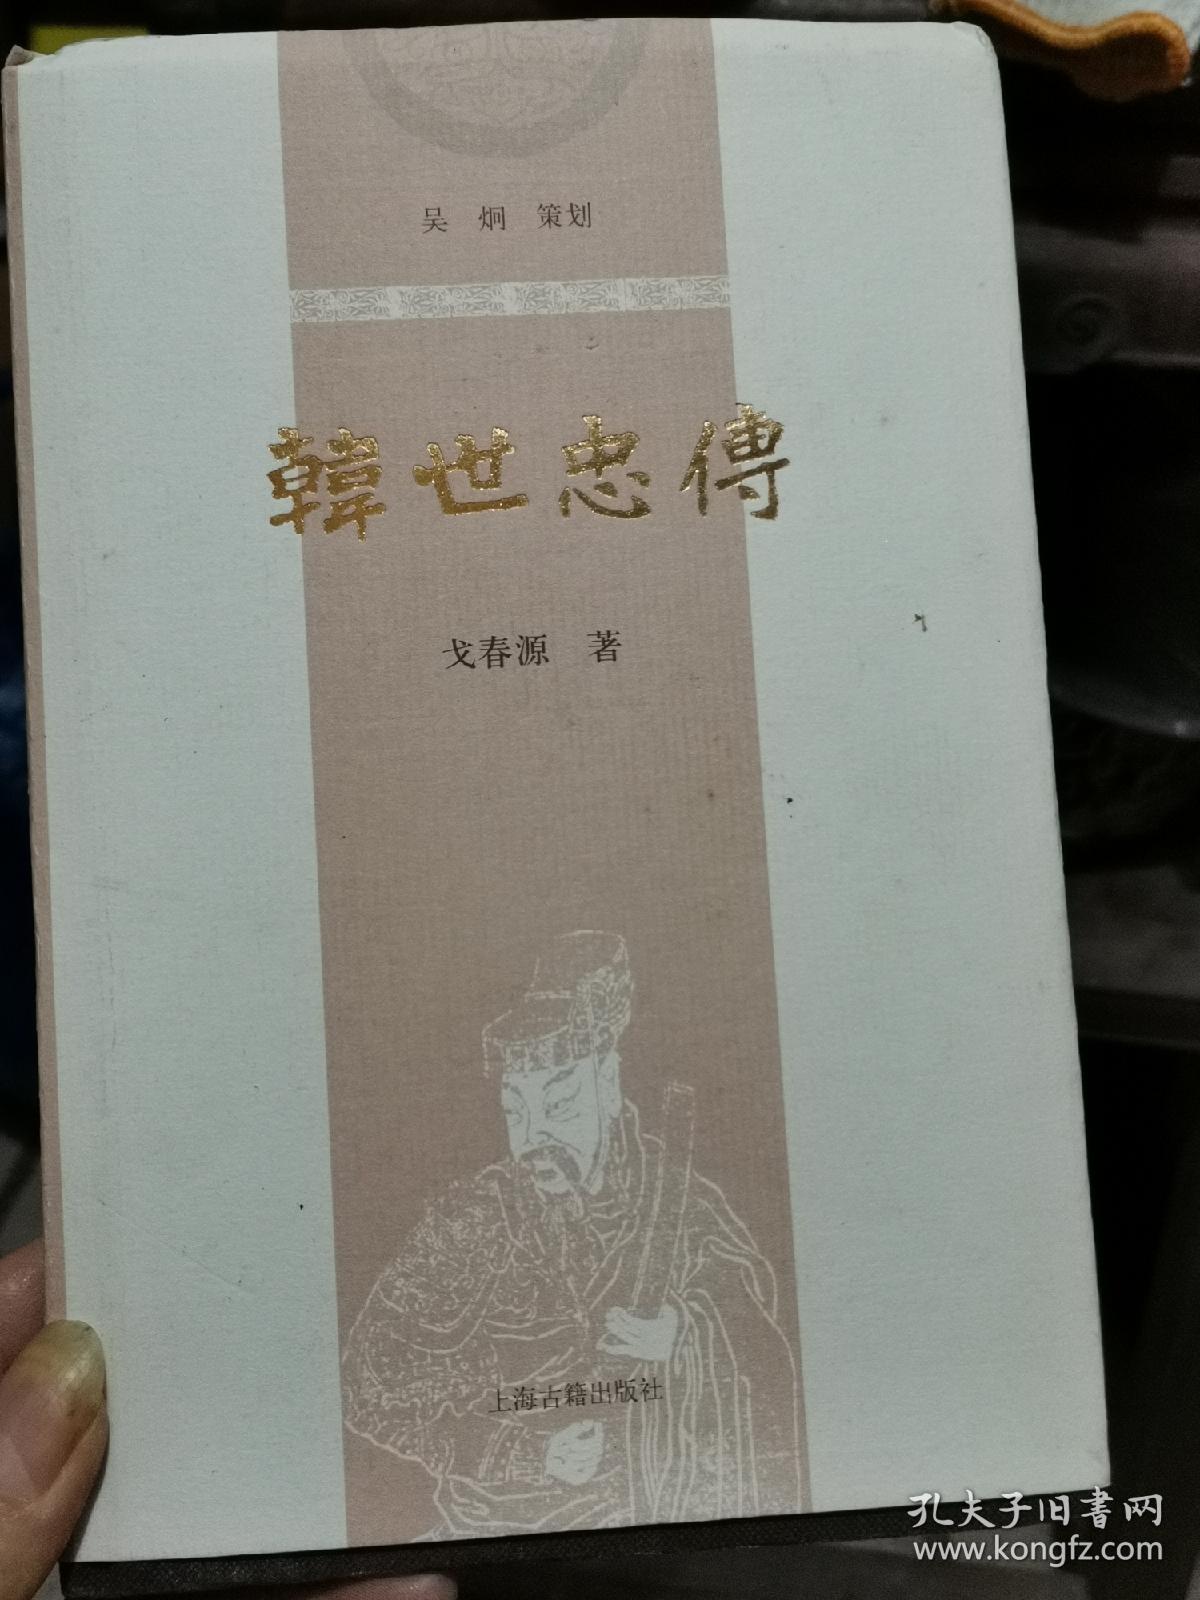 吴 炯 策划
韓世忠傳
戈春源 著
上海古籍出版社
孔夫子旧書网
www.kongfz.com